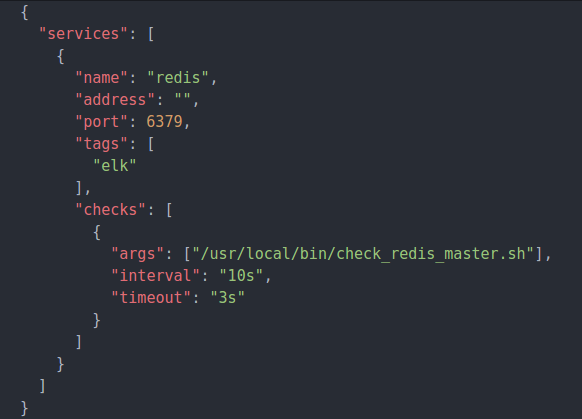 {
  "services": [
    {
      "name": "redis",
      "address": "",
      "port": 6379,
      "tags": [
        "elk"
      ],
      "checks": [
        {
          "args": ["/usr/local/bin/check_redis_master.sh"],
          "interval": "10s",
          "timeout": "3s"
        }
      ]
    }
  ]
}